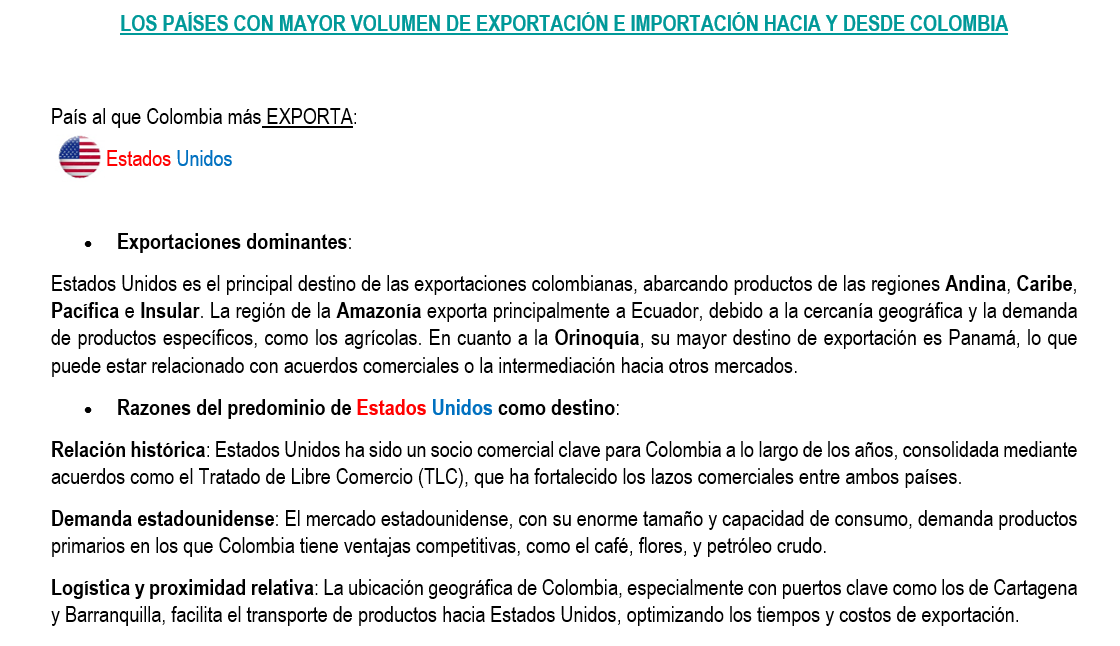 LOS PAÍSES CON MAYOR VOLUMEN DE EXPORTACIÓN E IMPORTACIÓN HACIA Y DESDE COLOMBIA
País al que Colombia más EXPORTA:
Estados Unidos
• Exportaciones dominantes:
Estados Unidos es el principal destino de las exportaciones colombianas, abarcando productos de las regiones Andina, Caribe,
Pacífica e Insular. La región de la Amazonía exporta principalmente a Ecuador, debido a la cercanía geográfica y la demanda
de productos específicos, como los agrícolas. En cuanto a la Orinoquía, su mayor destino de exportación es Panamá, lo que
puede estar relacionado con acuerdos comerciales o la intermediación hacia otros mercados.
• Razones del predominio de Estados Unidos como destino:
Relación histórica: Estados Unidos ha sido un socio comercial clave para Colombia a lo largo de los años, consolidada mediante
acuerdos como el Tratado de Libre Comercio (TLC), que ha fortalecido los lazos comerciales entre ambos países.
Demanda estadounidense: El mercado estadounidense, con su enorme tamaño y capacidad de consumo, demanda productos
primarios en los que Colombia tiene ventajas competitivas, como el café, flores, y petróleo crudo.
Logística y proximidad relativa: La ubicación geográfica de Colombia, especialmente con puertos clave como los de Cartagena
y Barranquilla, facilita el transporte de productos hacia Estados Unidos, optimizando los tiempos y costos de exportación.